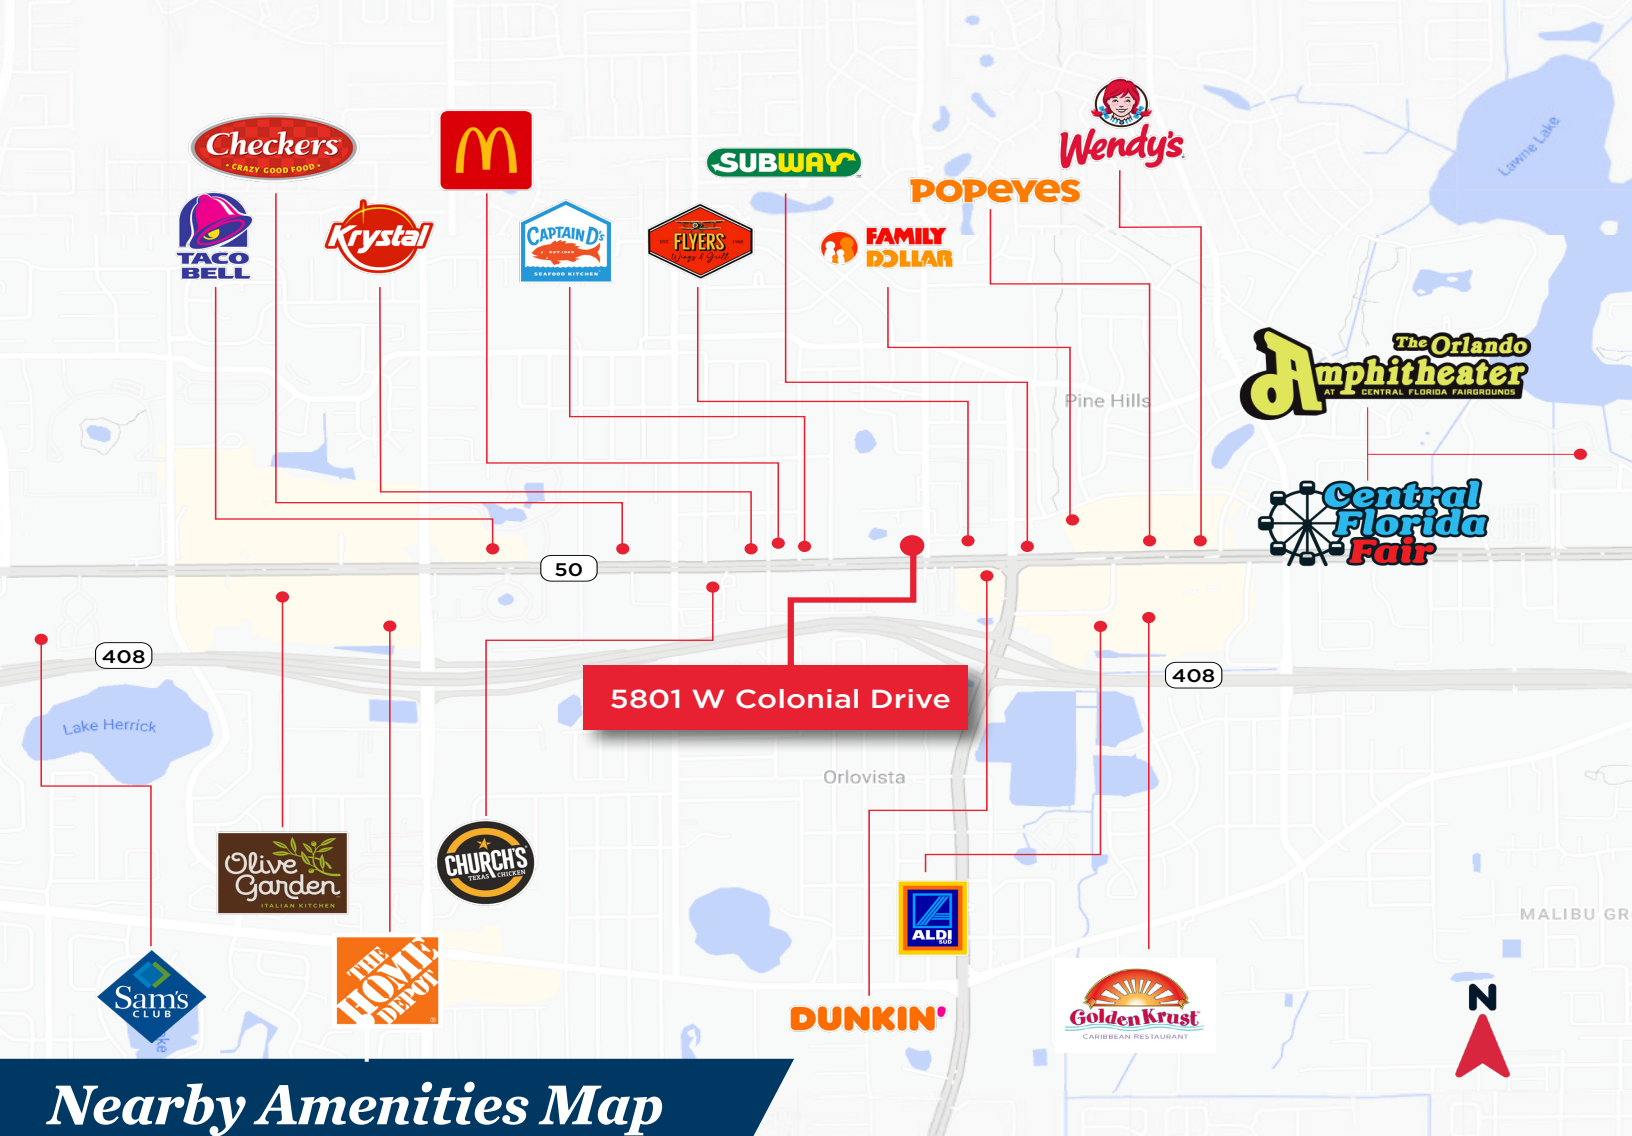 Checkers
• CRAZY GOOD FOOD •
TACO
BELL
Krystal
M
CAPTAIN D's
SEAFOOD KITCHEN
FLYERS
Wings & Grill
SUBWAY
FAMILY
DOLLAR
POPEYES
Wendy's
Lawne Lake
The Orlando
Amphitheater
AT CENTRAL FLORIDA FAIRGROUNDS
Pine Hills
Central
Florida
Fair
50
408
408
5801 W Colonial Drive
Lake Herrick
Orlovista
Olive
Garden
ITALIAN KITCHEN
CHURCH'S
TEXAS CHICKEN
Sam's
CLUB
THE
HOME
DEPOT
ALDI
SÜD
DUNKIN'
Golden Krust
CARIBBEAN RESTAURANT
MALIBU GR
N
Nearby Amenities Map